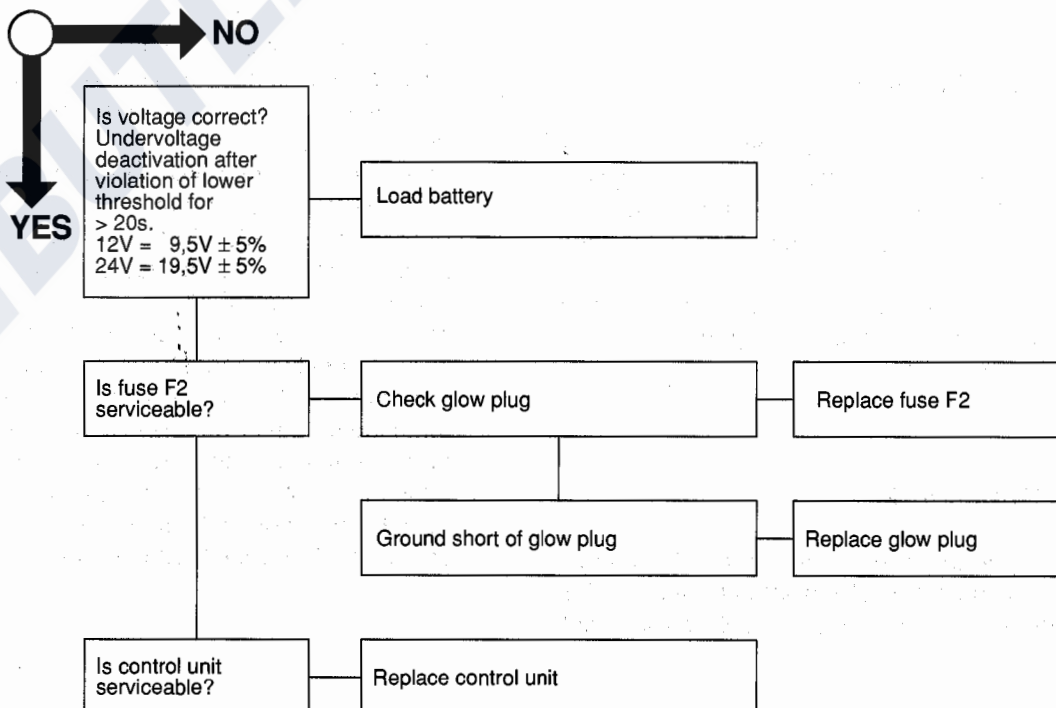 NO
YES
Is voltage correct?
Undervoltage
deactivation after
violation of lower
threshold for
> 20s.
12V = 9,5V ± 5%
24V = 19,5V ± 5%
Load battery
Is fuse F2
serviceable?
Check glow plug
Replace fuse F2
Ground short of glow plug
Replace glow plug
Is control unit
serviceable?
Replace control unit